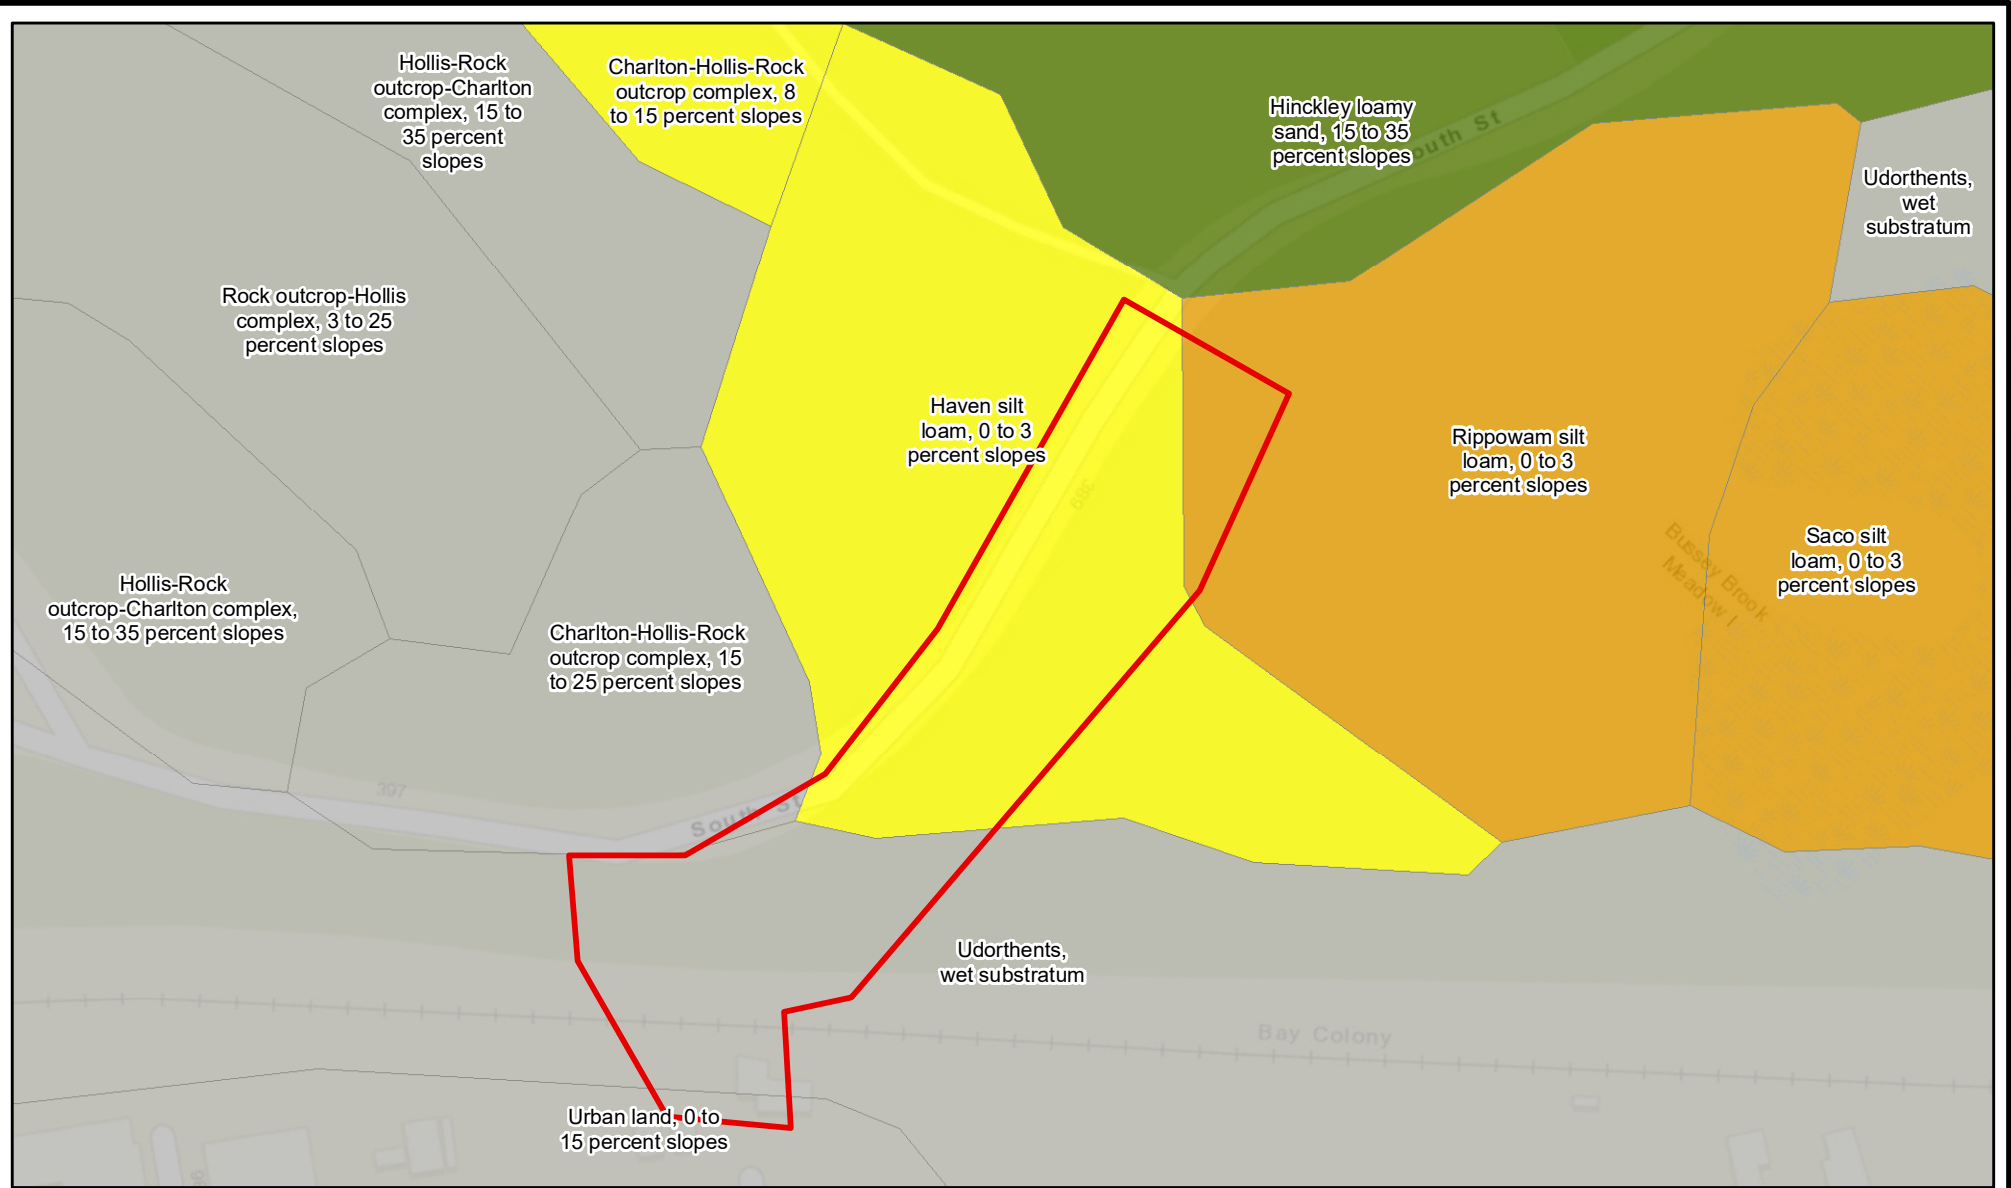 Hollis-Rock
outcrop-Charlton
complex, 15 to
35 percent
slopes
Charlton-Hollis-Rock
outcrop complex, 8
to 15 percent slopes
Hinckley loamy
sand, 15 to 35
percent slopes
outh St
Udorthents,
wet
substratum
Rock outcrop-Hollis
complex, 3 to 25
percent slopes
Haven silt
loam, 0 to 3
percent slopes
389
Rippowam silt
loam, 0 to 3
percent slopes
Saco silt
loam, 0 to 3
percent slopes
Bussey Brook
Meadow I
Hollis-Rock
outcrop-Charlton complex,
15 to 35 percent slopes
Charlton-Hollis-Rock
outcrop complex, 15
to 25 percent slopes
397
South St
Udorthents,
wet substratum
Bay Colony
Urban land, 0 to
15 percent slopes